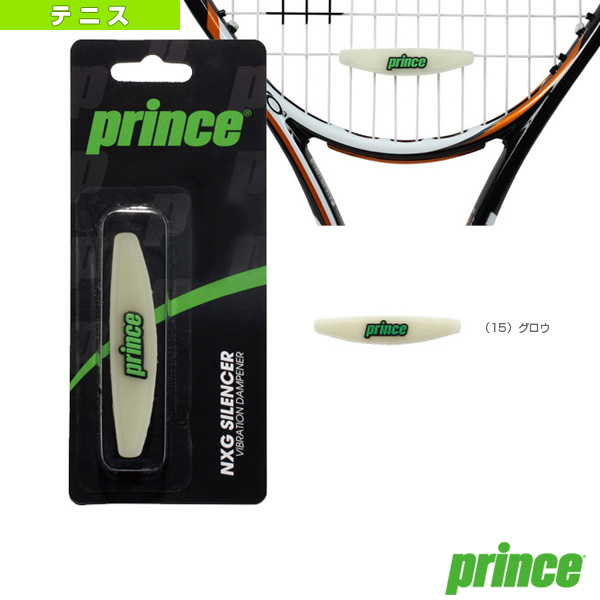 テニス
prince®
prince
NXG SILENCER
VIBRATION DAMPENER
prince
prince
(15) グロウ
prince